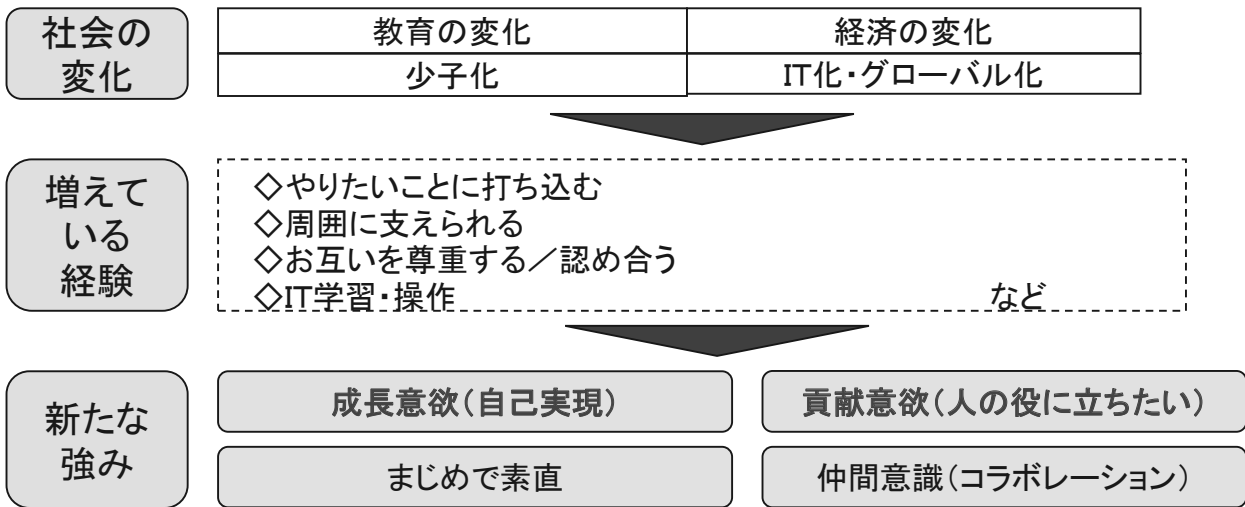 社会の
変化
教育の変化
経済の変化
少子化
IT化・グローバル化
増えて
いる
経験
◇やりたいことに打ち込む
◇周囲に支えられる
◇お互いを尊重する／認め合う
◇IT学習・操作 など
新たな
強み
成長意欲（自己実現）
貢献意欲（人の役に立ちたい）
まじめで素直
仲間意識（コラボレーション）